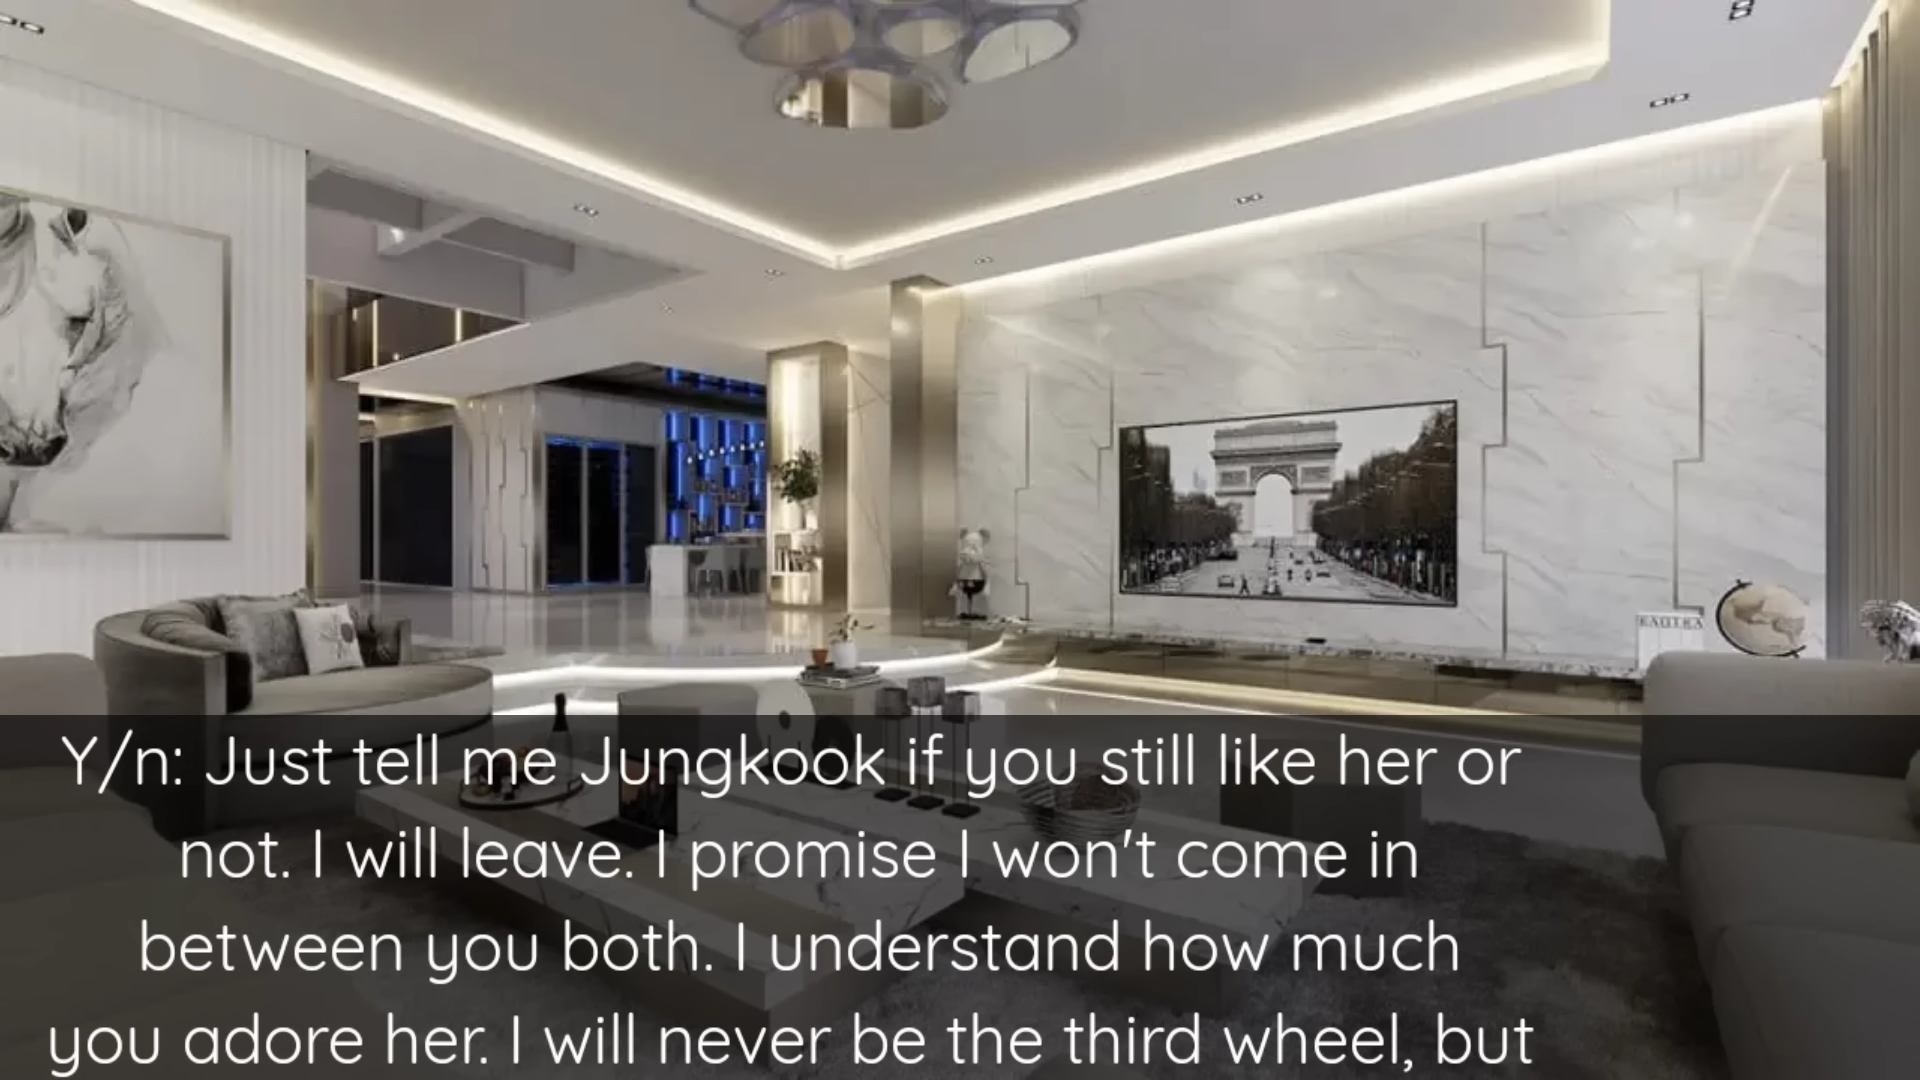 Y/n: Just tell me Jungkook if you still like her or
not. I will leave. I promise I won't come in
between you both. I understand how much
you adore her. I will never be the third wheel, but